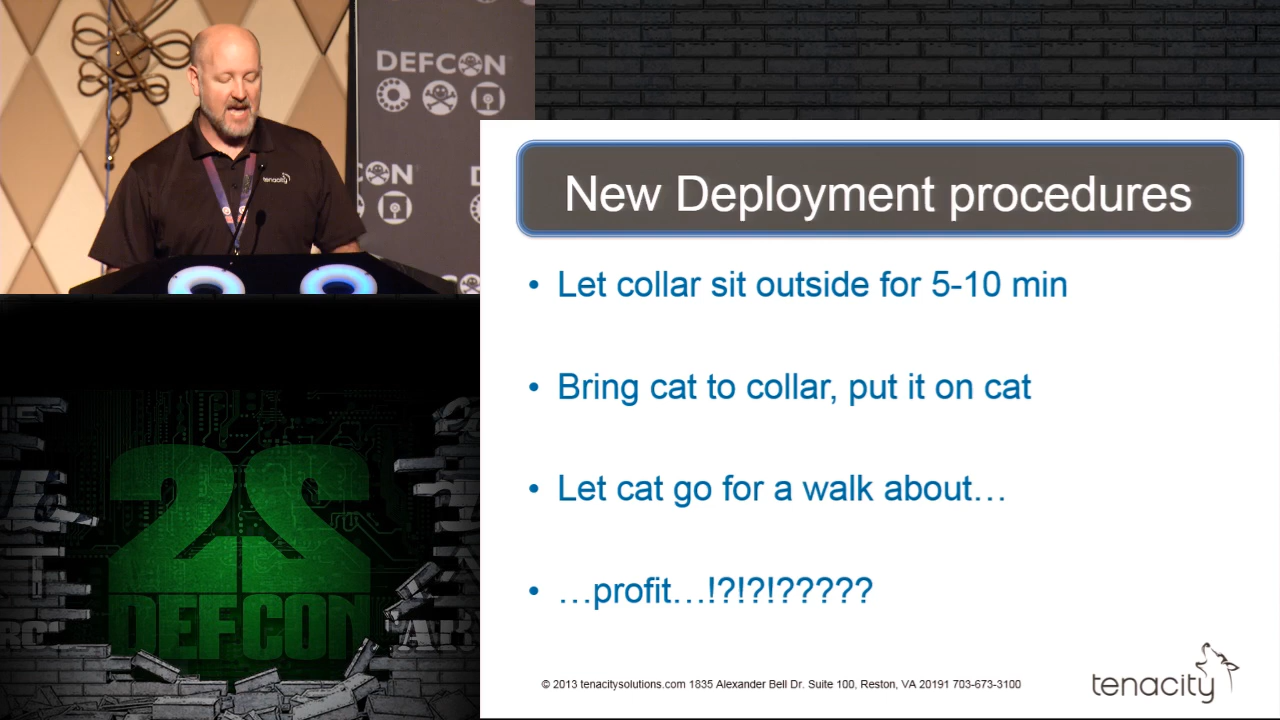 DEFCON
tenacity
New Deployment procedures
• Let collar sit outside for 5-10 min
• Bring cat to collar, put it on cat
• Let cat go for a walk about…
• …profit…!?!?!?????
22
DEFCON
© 2013 tenacitysolutions.com 1835 Alexander Bell Dr. Suite 100, Reston, VA 20191 703-673-3100
tenacity